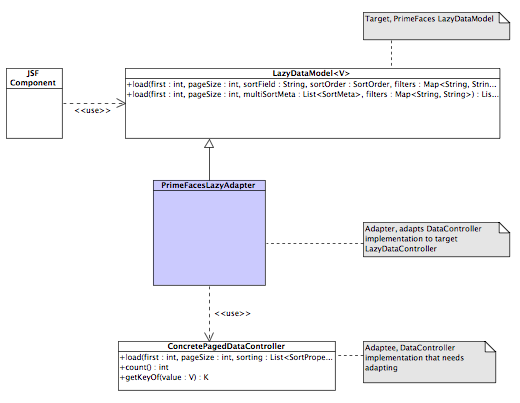 Target, PrimeFaces LazyDataModel
JSF
Component
LazyDataModel<V>
+load(first : int, pageSize : int, sortField : String, sortOrder : SortOrder, filters : Map<String, Strin...
+load(first : int, pageSize : int, multiSortMeta : List<SortMeta>, filters : Map<String, String>) : Lis...
<<use>>
PrimeFacesLazyAdapter
Adapter, adapts DataController
implementation to target
LazyDataController
<<use>>
ConcretePagedDataController
+load(first : int, pageSize : int, sorting : List<SortPrope...
+count() : int
+getKeyOf(value : V) : K
Adaptee, DataController
implementation that needs
adapting